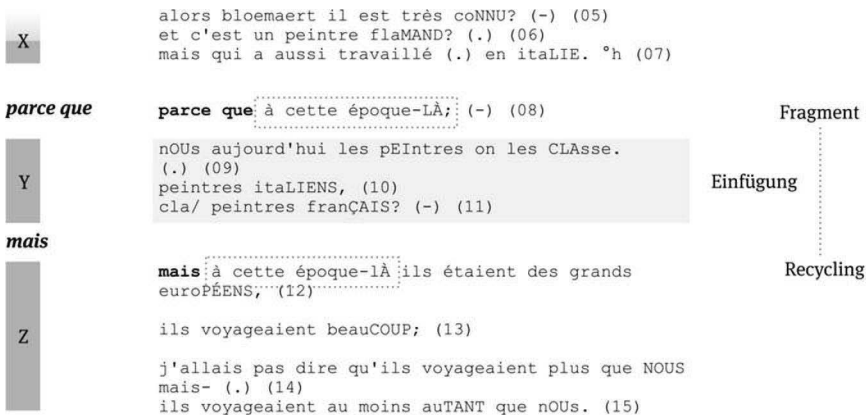 alors bloemaert il est très coNNU? (-) (05)
X
et c'est un peintre flaMAND? (.) (06)
mais qui a aussi travaillé (.) en itaLIE. °h (07)
parce que
parce que à cette époque-LÀ; (-) (08)
Fragment
nOUs aujourd'hui les pEIntres on les CLAsse.
(.) (09)
Y
peintres itaLIENS, (10)
Einfügung
cla/ peintres franÇAIS? (-) (11)
mais
mais à cette époque-lÀ ils étaient des grands
Recycling
euroPÉENS, (12)
ils voyageaient beauCOUP; (13)
Z
j'allais pas dire qu'ils voyageaient plus que NOUS
mais- (.) (14)
ils voyageaient au moins auTANT que nOUs. (15)